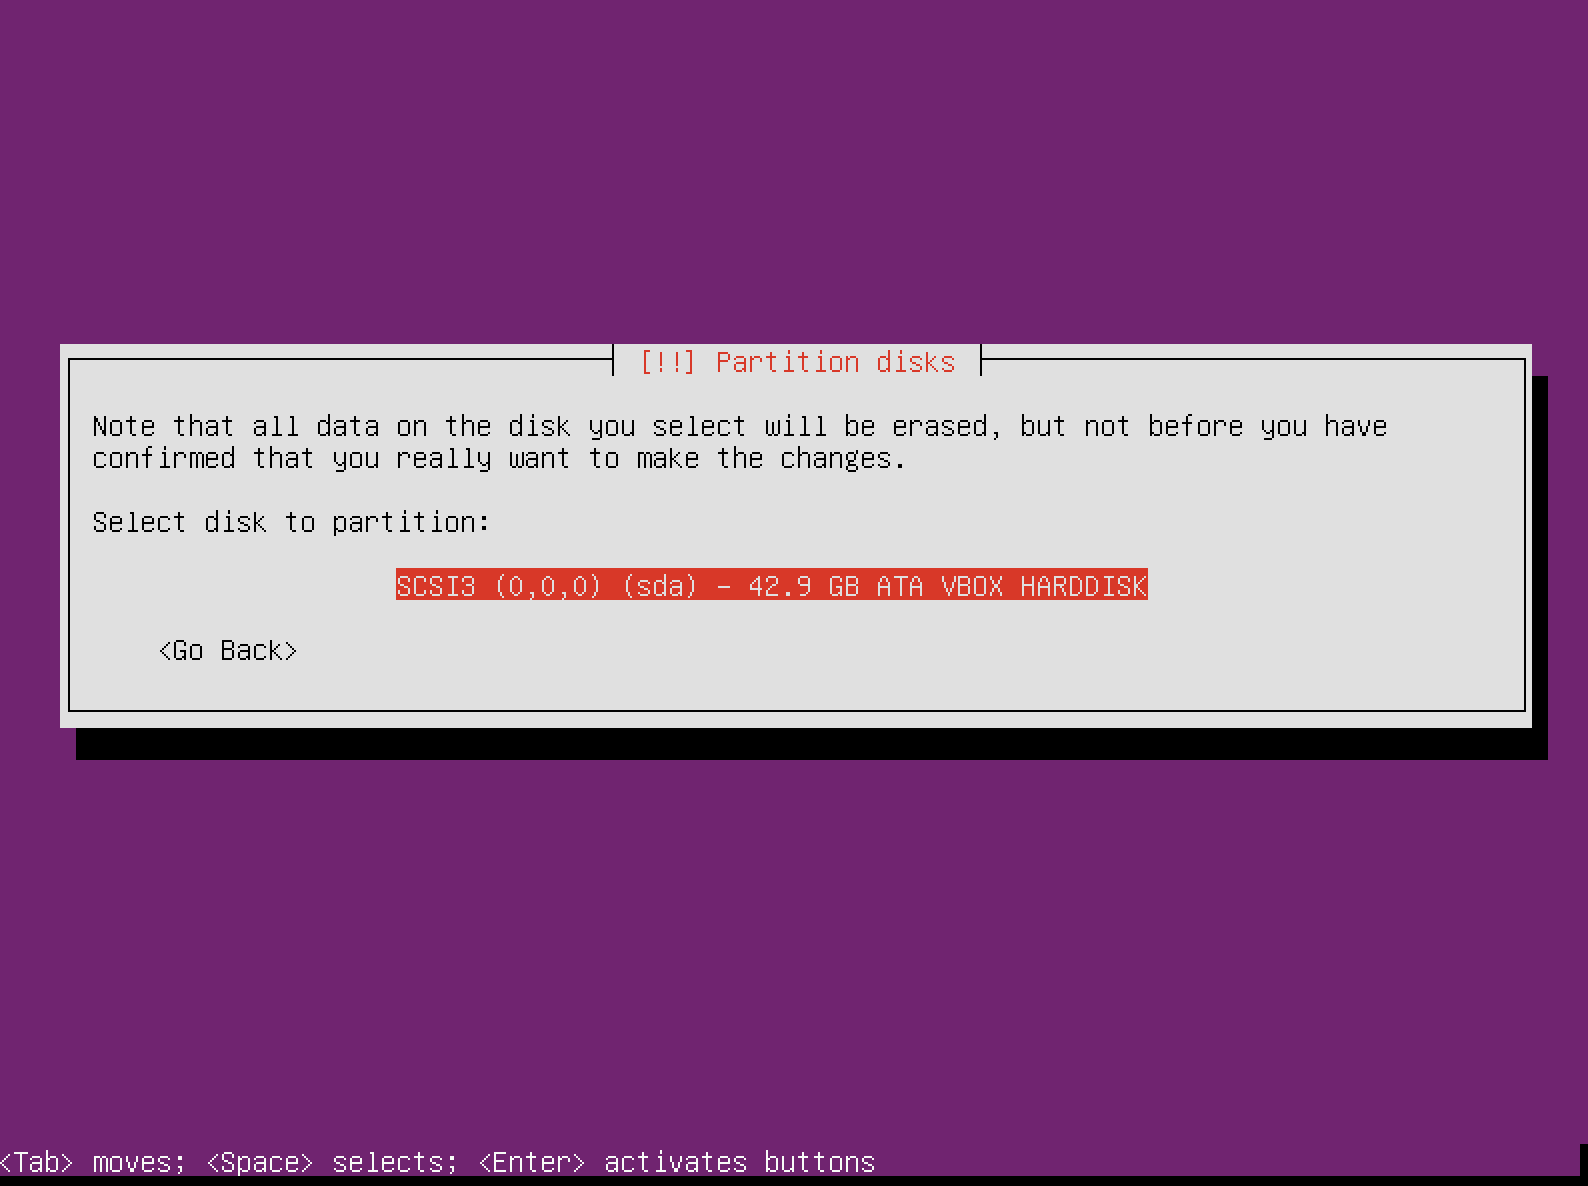 [!!] Partition disks
Note that all data on the disk you select will be erased, but not before you have
confirmed that you really want to make the changes.
Select disk to partition:
SCSI3 (0,0,0) (sda) - 42.9 GB ATA VBOX HARDDISK
<Go Back>
<Tab> moves; <Space> selects; <Enter> activates buttons